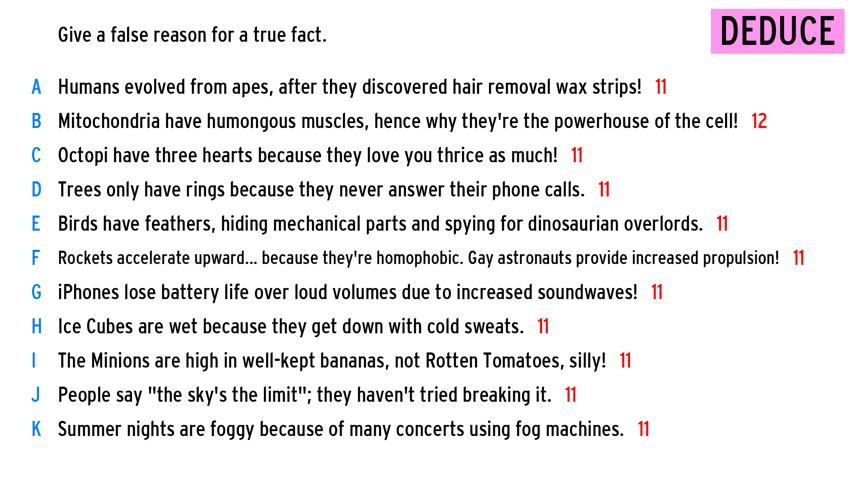 Give a false reason for a true fact.
DEDUCE
A Humans evolved from apes, after they discovered hair removal wax strips! 11
B Mitochondria have humongous muscles, hence why they're the powerhouse of the cell! 12
C Octopi have three hearts because they love you thrice as much! 11
D Trees only have rings because they never answer their phone calls. 11
E Birds have feathers, hiding mechanical parts and spying for dinosaurian overlords. 11
F Rockets accelerate upward... because they're homophobic. Gay astronauts provide increased propulsion! 11
G iPhones lose battery life over loud volumes due to increased soundwaves! 11
H Ice Cubes are wet because they get down with cold sweats. 11
I The Minions are high in well-kept bananas, not Rotten Tomatoes, silly! 11
J People say "the sky's the limit"; they haven't tried breaking it. 11
K Summer nights are foggy because of many concerts using fog machines. 11